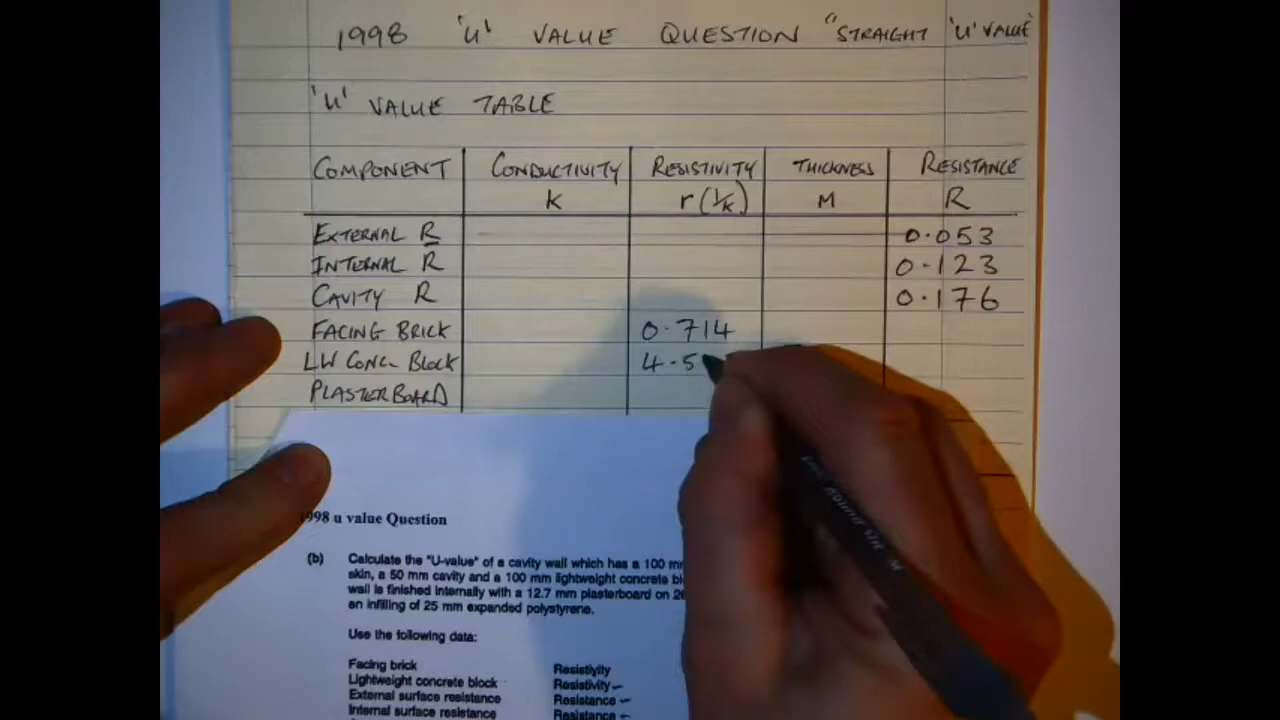 1998 'U' VALUE QUESTION "STRAIGHT 'U' VALUE"
'U' VALUE TABLE
COMPONENT CONDUCTIVITY RESISTIVITY THICKNESS RESISTANCE
K r (1/K) M R
EXTERNAL R 0.053
INTERNAL R 0.123
CAVITY R 0.176
FACING BRICK 0.714
LW CONC. BLOCK 4.5
PLASTERBOARD
1998 u value Question
(b) Calculate the "U-value" of a cavity wall which has a 100
skin, a 50 mm cavity and a 100 mm lightweight concrete
wall is finished internally with a 12.7 mm plasterboard on
an infilling of 25 mm expanded polystyrene.
Use the following data:
Facing brick Resistivity
Lightweight concrete block Resistivity
External surface resistance Resistance
Internal surface resistance Resistance